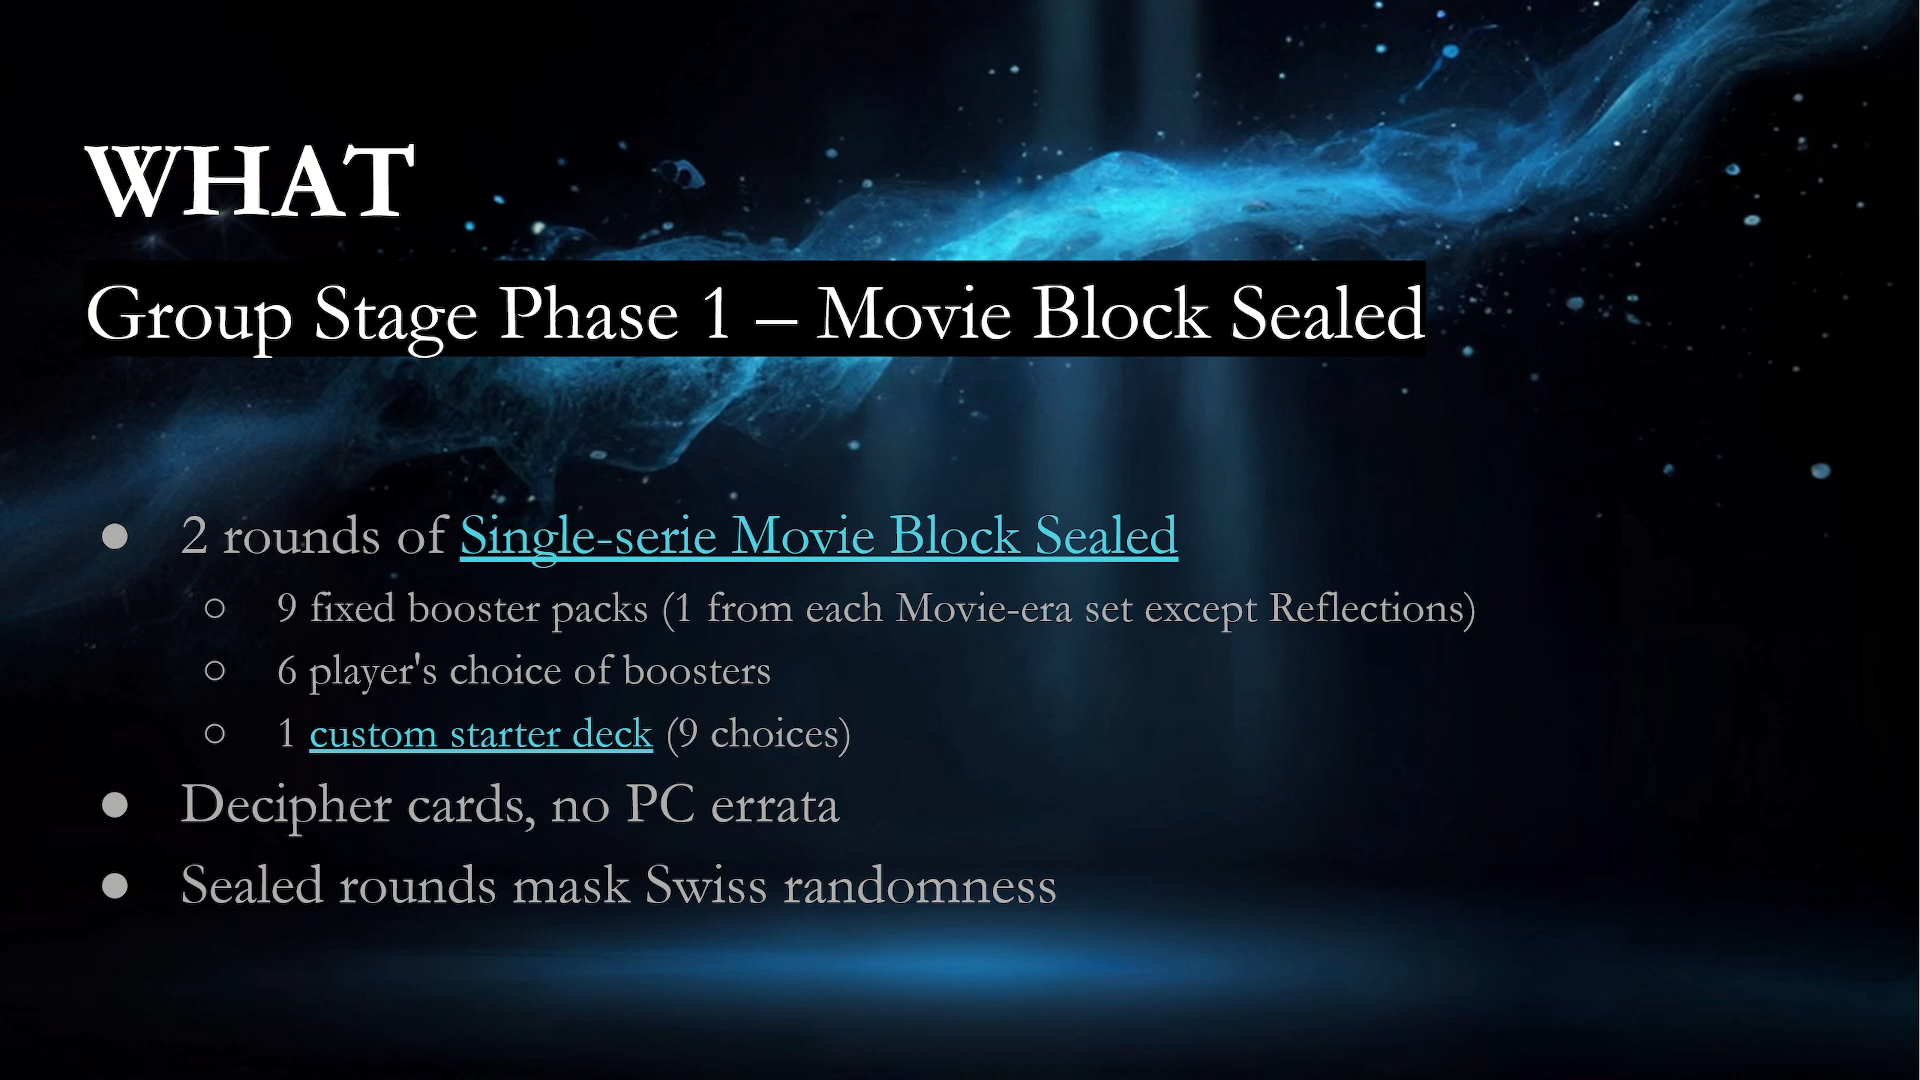 WHAT
Group Stage Phase 1 – Movie Block Sealed
● 2 rounds of Single-serie Movie Block Sealed
○ 9 fixed booster packs (1 from each Movie-era set except Reflections)
○ 6 player's choice of boosters
○ 1 custom starter deck (9 choices)
● Decipher cards, no PC errata
● Sealed rounds mask Swiss randomness